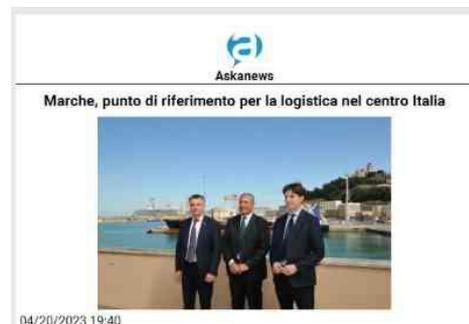 Askanews
Marche, punto di riferimento per la logistica nel centro Italia
04/20/2023 19:40